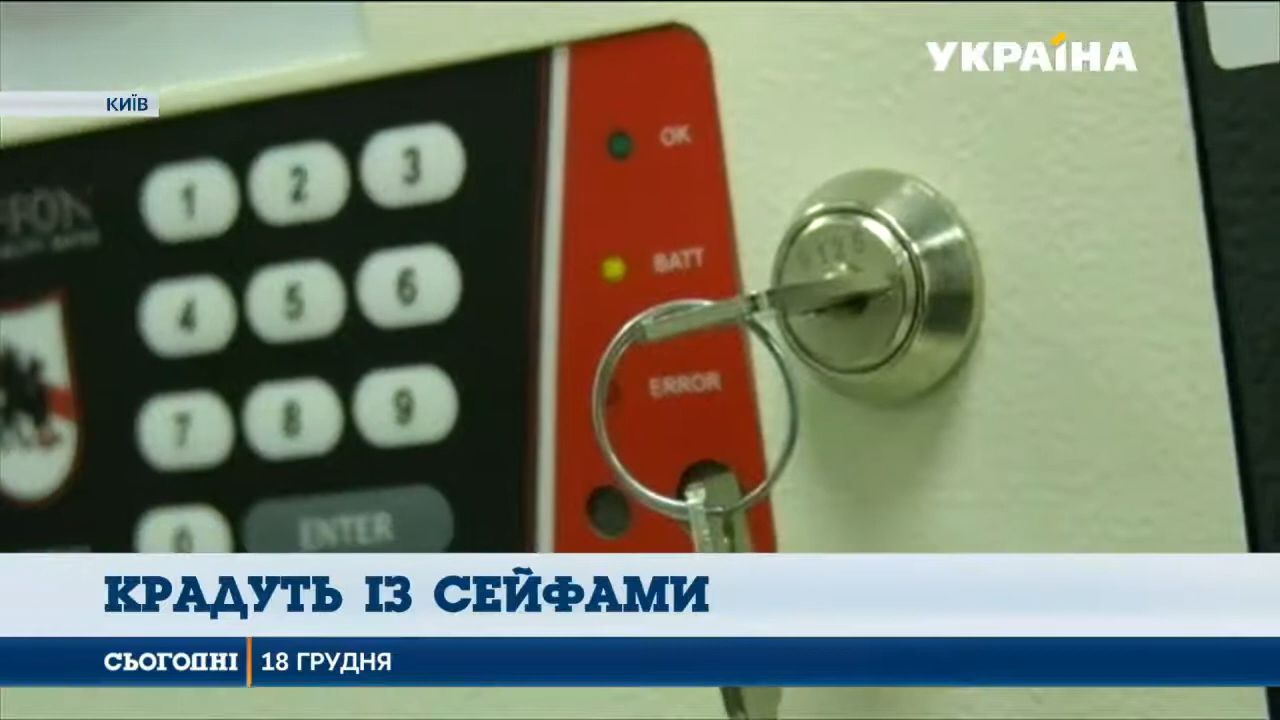 УКРАЇНА
КИЇВ
1 2 3
4 5 6
7 8 9
0 ENTER
OK
BATT
ERROR
КРАДУТЬ ІЗ СЕЙФАМИ
СЬОГОДНІ 18 ГРУДНЯ